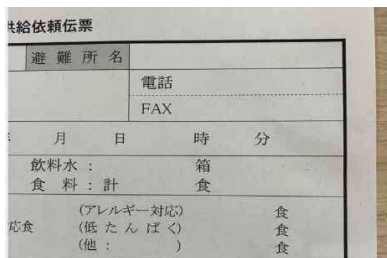 共給依頼伝票
避難所名
電話
FAX
月 日 時 分
飲料水： 箱
食 料：計 食
(アレルギー対応) 食
応食 (低たんぱく) 食
(他： ) 食